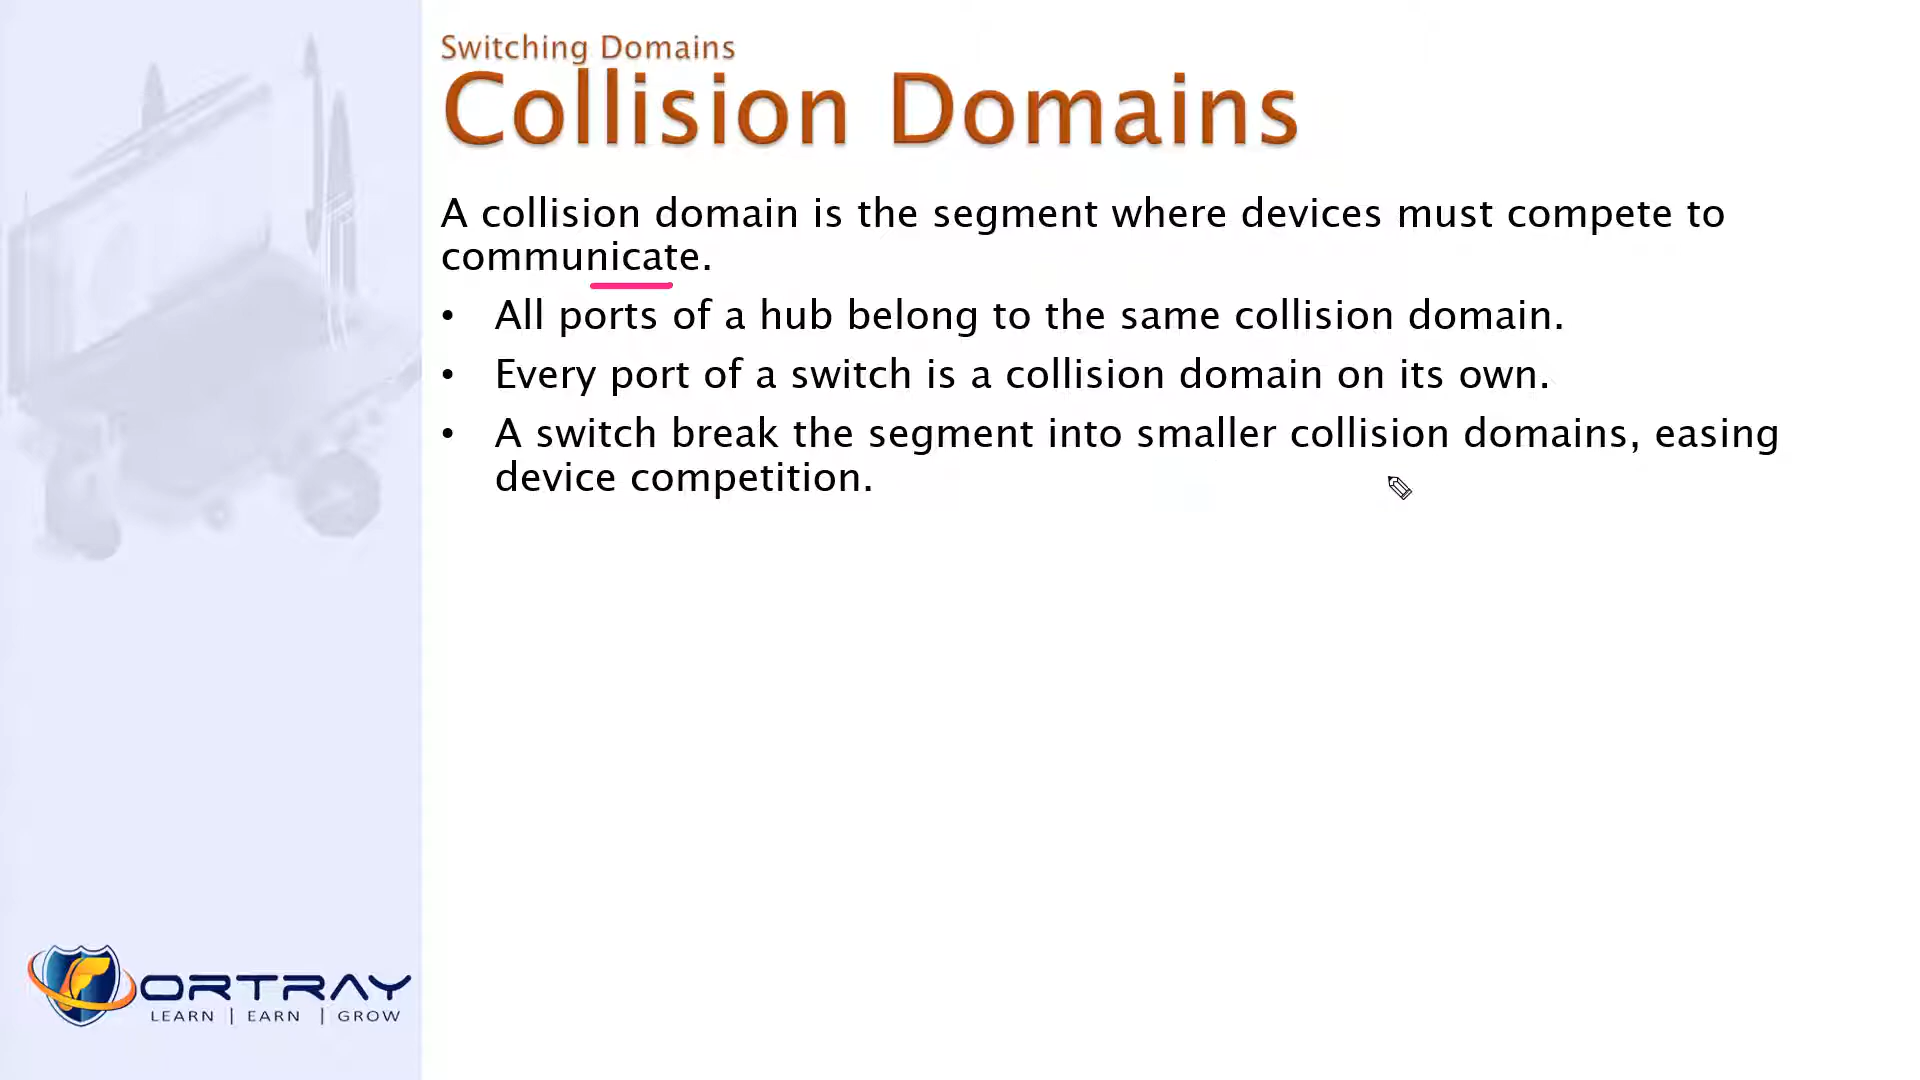 Switching Domains
Collision Domains
A collision domain is the segment where devices must compete to
communicate.
• All ports of a hub belong to the same collision domain.
• Every port of a switch is a collision domain on its own.
• A switch break the segment into smaller collision domains, easing
device competition.
ORTRAY
LEARN | EARN | GROW